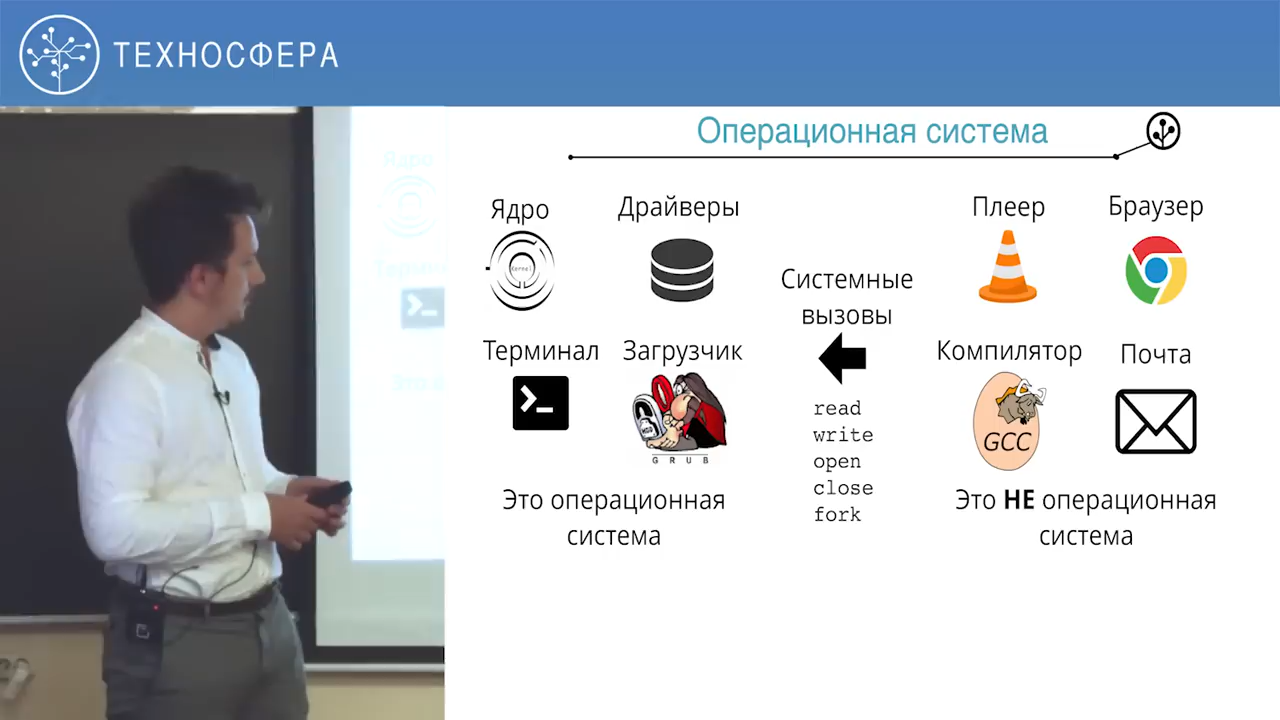 ТЕХНОСФЕРА
Операционная система
Ядро
Драйверы
Плеер
Браузер
Kernel
Системные
вызовы
Терминал
Загрузчик
Компилятор
Почта
GCC
GRUB
read
write
open
close
fork
Это операционная
система
Это НЕ операционная
система